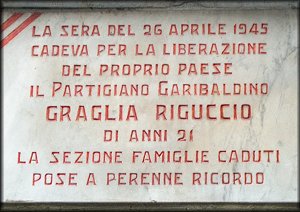 LA SERA DEL 26 APRILE 1945
CADEVA PER LA LIBERAZIONE
DEL PROPRIO PAESE
IL PARTIGIANO GARIBALDINO
GRAGLIA RIGUCCIO
DI ANNI 21
LA SEZIONE FAMIGLIE CADUTI
POSE A PERENNE RICORDO